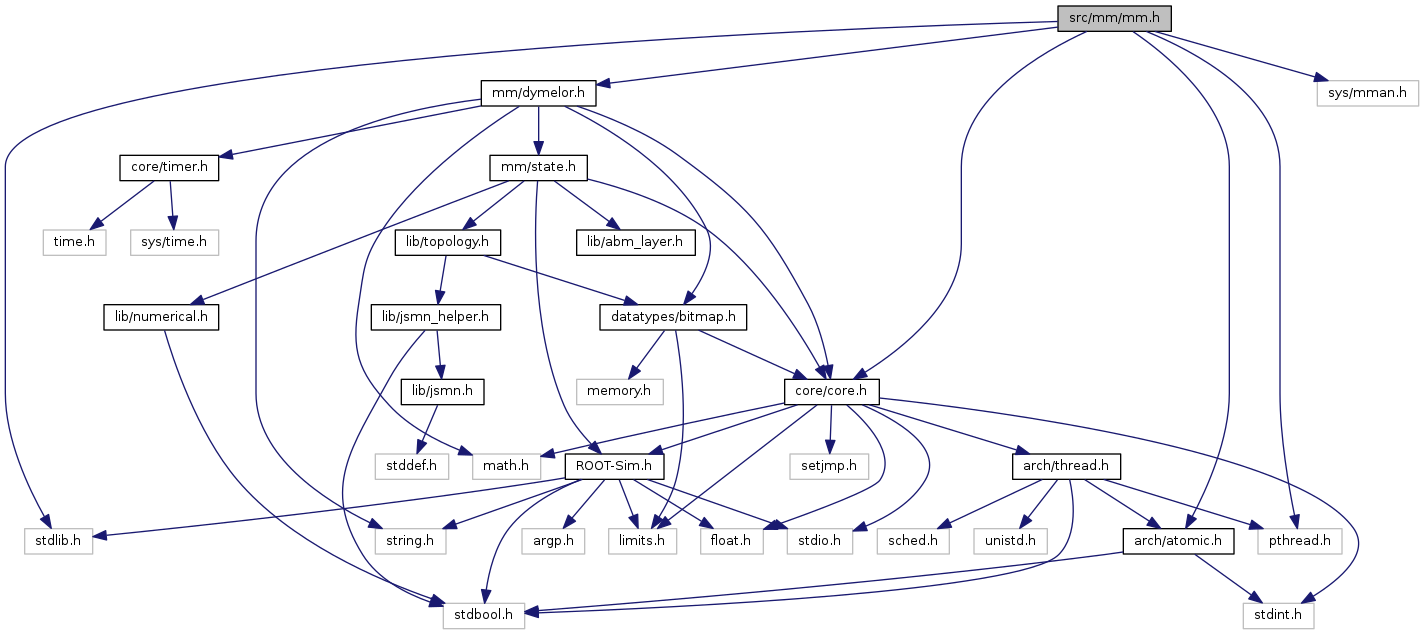 src/mm/mm.h
mm/dymelor.h
sys/mman.h
core/timer.h
mm/state.h
time.h
sys/time.h
lib/topology.h
lib/abm_layer.h
lib/numerical.h
lib/jsmn_helper.h
datatypes/bitmap.h
lib/jsmn.h
memory.h
core/core.h
stddef.h
math.h
ROOT-Sim.h
setjmp.h
arch/thread.h
stdlib.h
string.h
argp.h
limits.h
float.h
stdio.h
sched.h
unistd.h
arch/atomic.h
pthread.h
stdbool.h
stdint.h